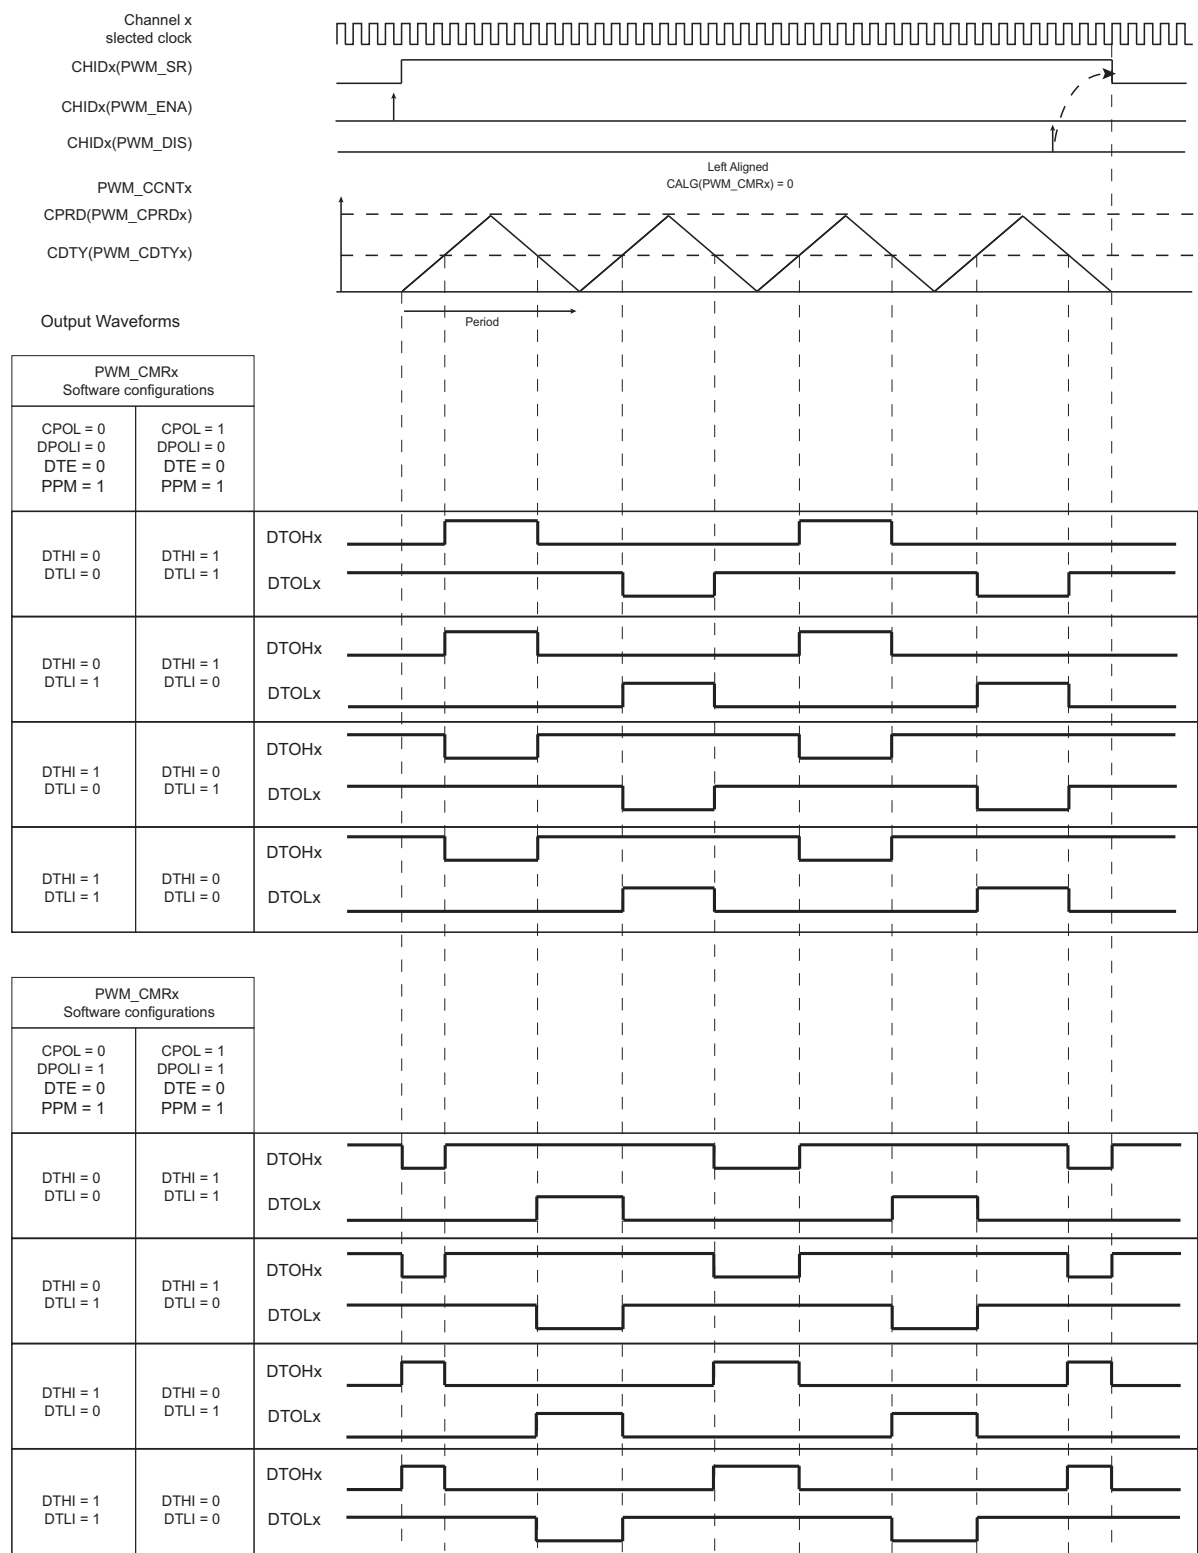 Channel x
slected clock
CHIDx(PWM_SR)
CHIDx(PWM_ENA)
CHIDx(PWM_DIS)
Left Aligned
CALG(PWM_CMRx) = 0
PWM_CCNTx
CPRD(PWM_CPRDx)
CDTY(PWM_CDTYx)
Output Waveforms
Period
PWM_CMRx
Software configurations
CPOL = 0
DPOLI = 0
DTE = 0
PPM = 1
CPOL = 1
DPOLI = 0
DTE = 0
PPM = 1
DTHI = 0
DTLI = 0
DTHI = 1
DTLI = 1
DTOHx
DTOLx
DTHI = 0
DTLI = 1
DTHI = 1
DTLI = 0
DTOHx
DTOLx
DTHI = 1
DTLI = 0
DTHI = 0
DTLI = 1
DTOHx
DTOLx
DTHI = 1
DTLI = 1
DTHI = 0
DTLI = 0
DTOHx
DTOLx
PWM_CMRx
Software configurations
CPOL = 0
DPOLI = 1
DTE = 0
PPM = 1
CPOL = 1
DPOLI = 1
DTE = 0
PPM = 1
DTHI = 0
DTLI = 0
DTHI = 1
DTLI = 1
DTOHx
DTOLx
DTHI = 0
DTLI = 1
DTHI = 1
DTLI = 0
DTOHx
DTOLx
DTHI = 1
DTLI = 0
DTHI = 0
DTLI = 1
DTOHx
DTOLx
DTHI = 1
DTLI = 1
DTHI = 0
DTLI = 0
DTOHx
DTOLx